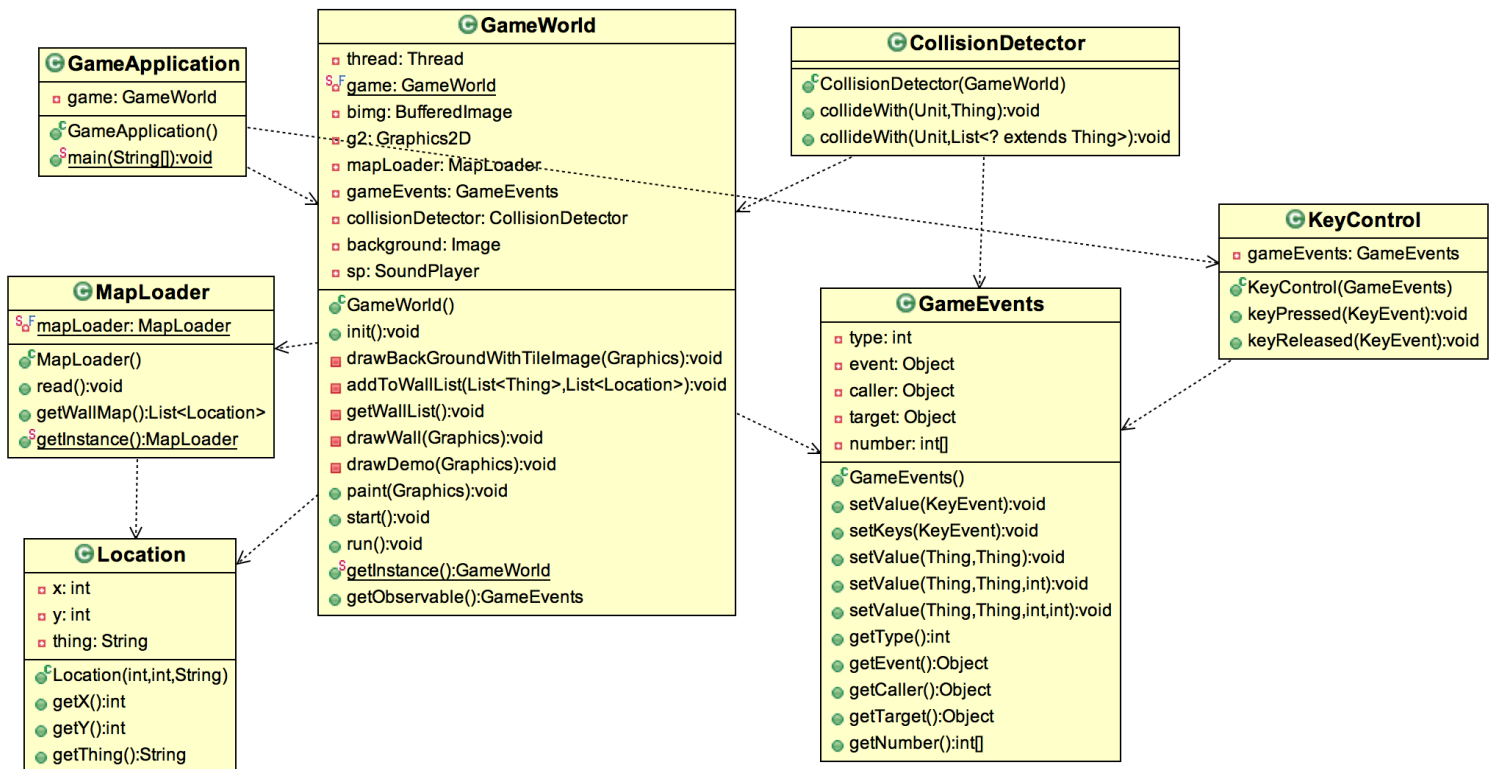 GameApplication
game: GameWorld
GameApplication()
main(String[]):void
GameWorld
thread: Thread
game: GameWorld
bimg: BufferedImage
g2: Graphics2D
mapLoader: MapLoader
gameEvents: GameEvents
collisionDetector: CollisionDetector
background: Image
sp: SoundPlayer
GameWorld()
init():void
drawBackGroundWithTileImage(Graphics):void
addToWallList(List<Thing>,List<Location>):void
getWallList():void
drawWall(Graphics):void
drawDemo(Graphics):void
paint(Graphics):void
start():void
run():void
getInstance():GameWorld
getObservable():GameEvents
CollisionDetector
CollisionDetector(GameWorld)
collideWith(Unit,Thing):void
collideWith(Unit,List<? extends Thing>):void
KeyControl
gameEvents: GameEvents
KeyControl(GameEvents)
keyPressed(KeyEvent):void
keyReleased(KeyEvent):void
MapLoader
mapLoader: MapLoader
MapLoader()
read():void
getWallMap():List<Location>
getInstance():MapLoader
GameEvents
type: int
event: Object
caller: Object
target: Object
number: int[]
GameEvents()
setValue(KeyEvent):void
setKeys(KeyEvent):void
setValue(Thing,Thing):void
setValue(Thing,Thing,int):void
setValue(Thing,Thing,int,int):void
getType():int
getEvent():Object
getCaller():Object
getTarget():Object
getNumber():int[]
Location
x: int
y: int
thing: String
Location(int,int,String)
getX():int
getY():int
getThing():String